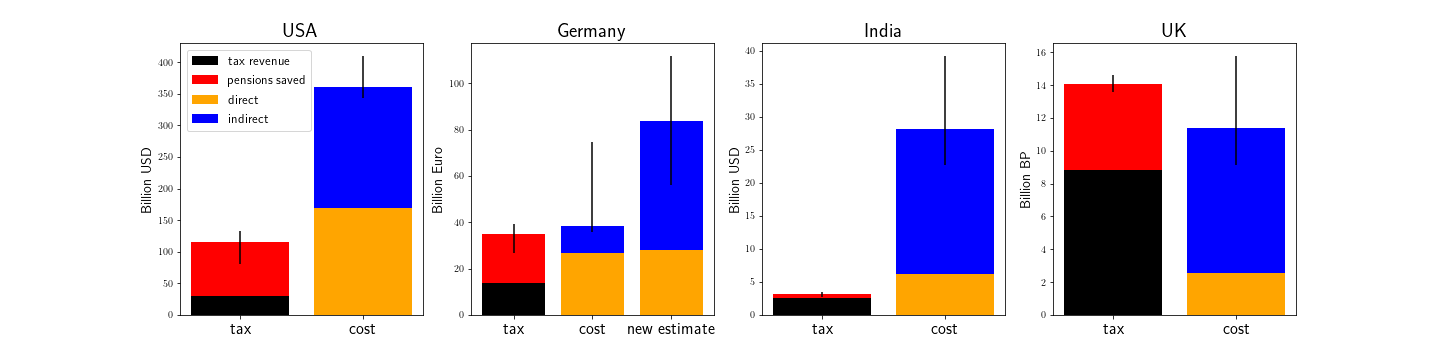 USA
Billion USD
400
350
300
250
200
150
100
50
0
tax revenue
pensions saved
direct
indirect
tax cost
Germany
Billion Euro
100
80
60
40
20
0
tax cost new estimate
India
Billion USD
40
35
30
25
20
15
10
5
0
tax cost
UK
Billion BP
16
14
12
10
8
6
4
2
0
tax cost